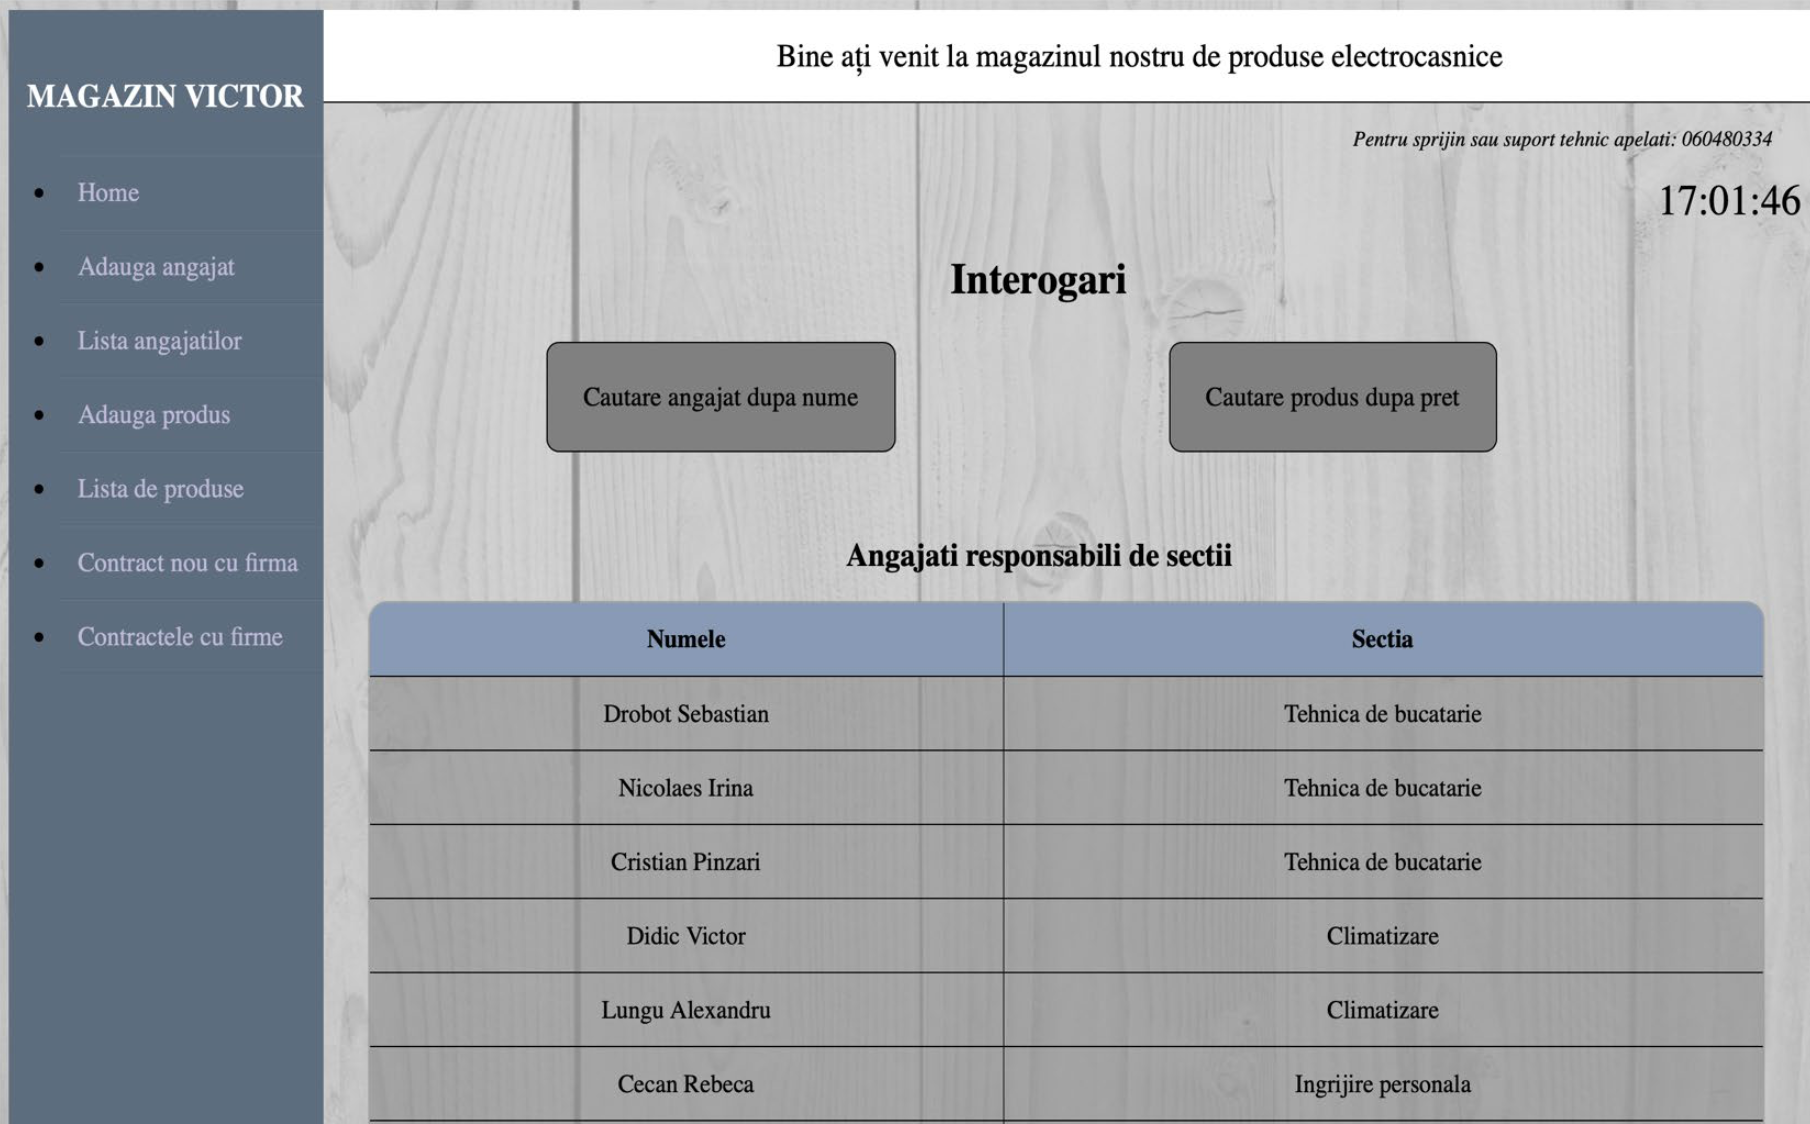 MAGAZIN VICTOR
Home
Adauga angajat
Lista angajatilor
Adauga produs
Lista de produse
Contract nou cu firma
Contractele cu firme
Bine ați venit la magazinul nostru de produse electrocasnice
Pentru sprijin sau suport tehnic apelati: 060480334
17:01:46
Interogari
Cautare angajat dupa nume Cautare produs dupa pret
Angajati responsabili de sectii
Numele Sectia
Drobot Sebastian Tehnica de bucatarie
Nicolaes Irina Tehnica de bucatarie
Cristian Pinzari Tehnica de bucatarie
Didic Victor Climatizare
Lungu Alexandru Climatizare
Cecan Rebeca Ingrijire personala